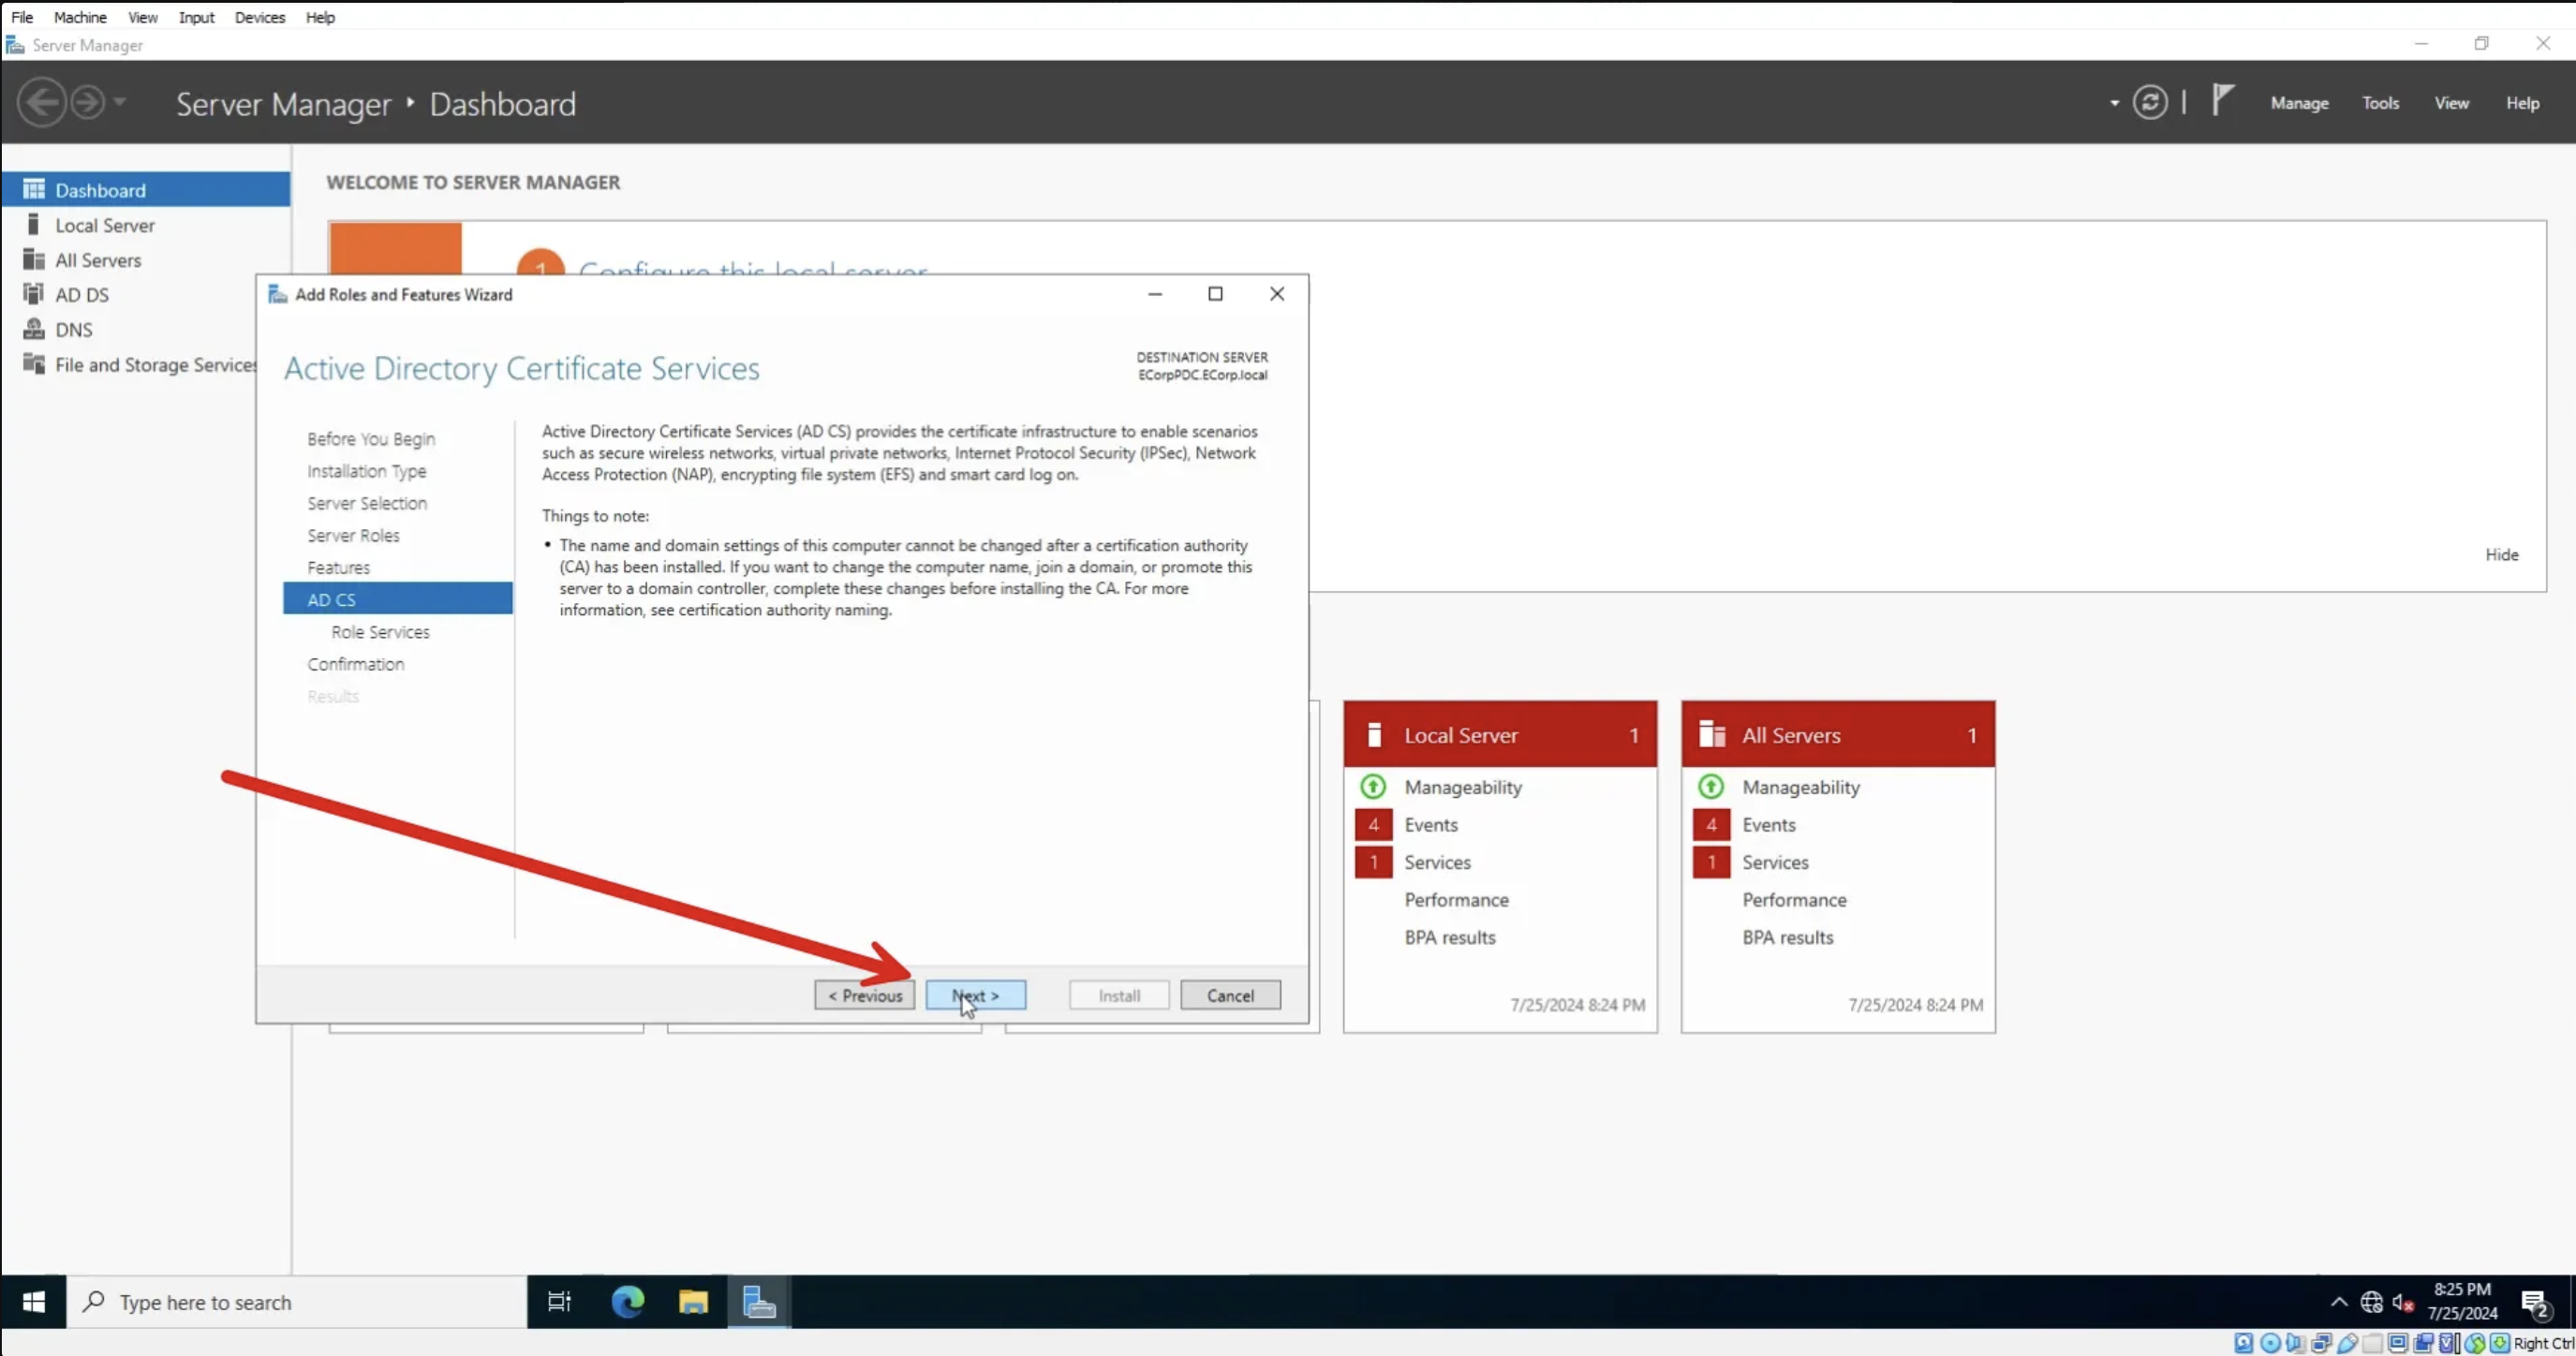 File Machine View Input Devices Help
Server Manager
Server Manager Dashboard
Manage Tools View Help
Dashboard
Local Server
All Servers
AD DS
DNS
File and Storage Services
WELCOME TO SERVER MANAGER
1 Configure this local server
Hide
Add Roles and Features Wizard
Active Directory Certificate Services
DESTINATION SERVER
ECorpPDC.ECorp.local
Before You Begin
Installation Type
Server Selection
Server Roles
Features
AD CS
Role Services
Confirmation
Results
Active Directory Certificate Services (AD CS) provides the certificate infrastructure to enable scenarios
such as secure wireless networks, virtual private networks, Internet Protocol Security (IPSec), Network
Access Protection (NAP), encrypting file system (EFS) and smart card log on.
Things to note:
• The name and domain settings of this computer cannot be changed after a certification authority
(CA) has been installed. If you want to change the computer name, join a domain, or promote this
server to a domain controller, complete these changes before installing the CA. For more
information, see certification authority naming.
< Previous Next > Install Cancel
Local Server 1
Manageability
4 Events
1 Services
Performance
BPA results
7/25/2024 8:24 PM
All Servers 1
Manageability
4 Events
1 Services
Performance
BPA results
7/25/2024 8:24 PM
Type here to search
8:25 PM
7/25/2024
2
Right Ctrl